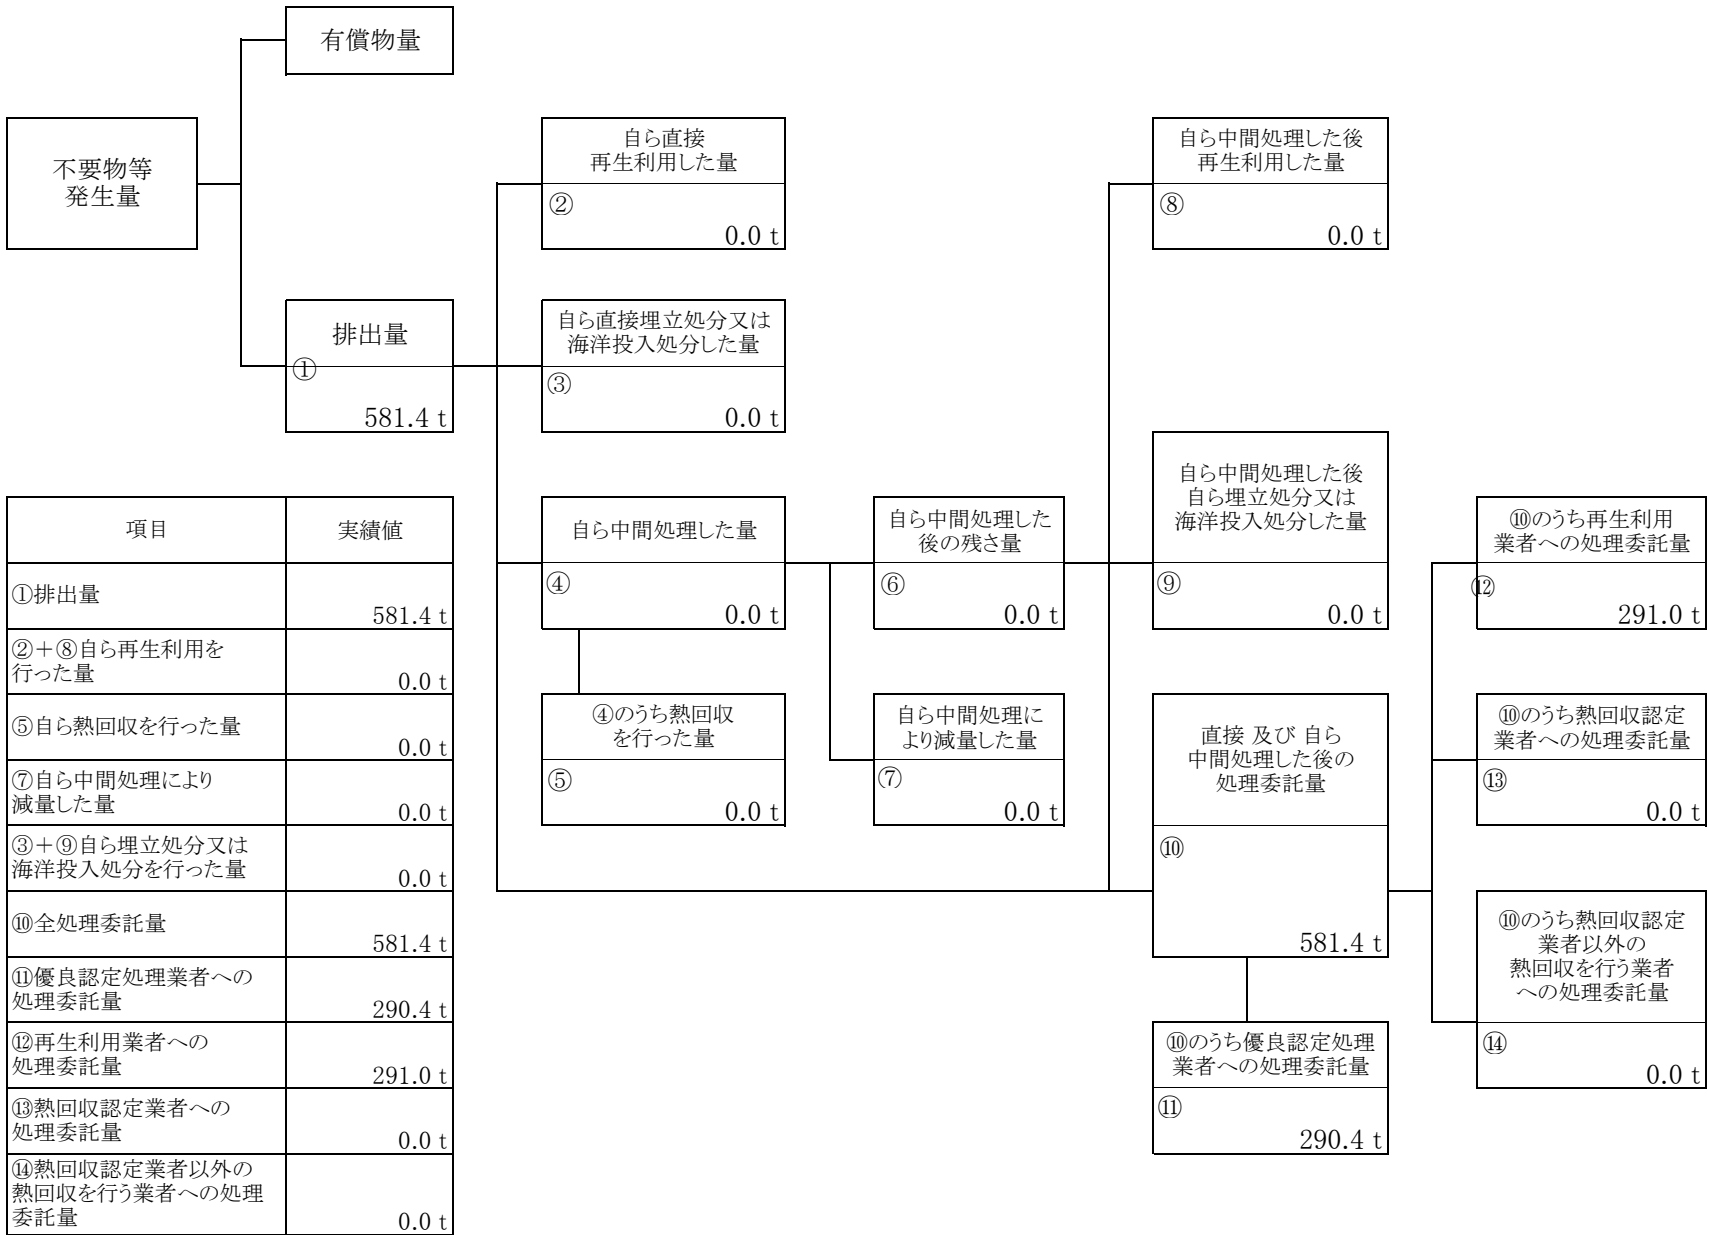 有償物量
不要物等
発生量
自ら直接
再生利用した量
②
0.0 t
自ら中間処理した後
再生利用した量
⑧
0.0 t
排出量
①
581.4 t
自ら直接埋立処分又は
海洋投入処分した量
③
0.0 t
自ら中間処理した量
④
0.0 t
自ら中間処理した
後の残さ量
⑥
0.0 t
自ら中間処理した後
自ら埋立処分又は
海洋投入処分した量
⑨
0.0 t
⑩のうち再生利用
業者への処理委託量
⑫
291.0 t
④のうち熱回収
を行った量
⑤
0.0 t
自ら中間処理に
より減量した量
⑦
0.0 t
直接 及び 自ら
中間処理した後の
処理委託量
⑩
581.4 t
⑩のうち熱回収認定
業者への処理委託量
⑬
0.0 t
⑩のうち熱回収認定
業者以外の
熱回収を行う業者
への処理委託量
⑭
0.0 t
⑩のうち優良認定処理
業者への処理委託量
⑪
290.4 t
項目
実績値
①排出量
581.4 t
②＋⑧自ら再生利用を
行った量
0.0 t
⑤自ら熱回収を行った量
0.0 t
⑦自ら中間処理により
減量した量
0.0 t
③＋⑨自ら埋立処分又は
海洋投入処分を行った量
0.0 t
⑩全処理委託量
581.4 t
⑪優良認定処理業者への
処理委託量
290.4 t
⑫再生利用業者への
処理委託量
291.0 t
⑬熱回収認定業者への
処理委託量
0.0 t
⑭熱回収認定業者以外の
熱回収を行う業者への処理
委託量
0.0 t